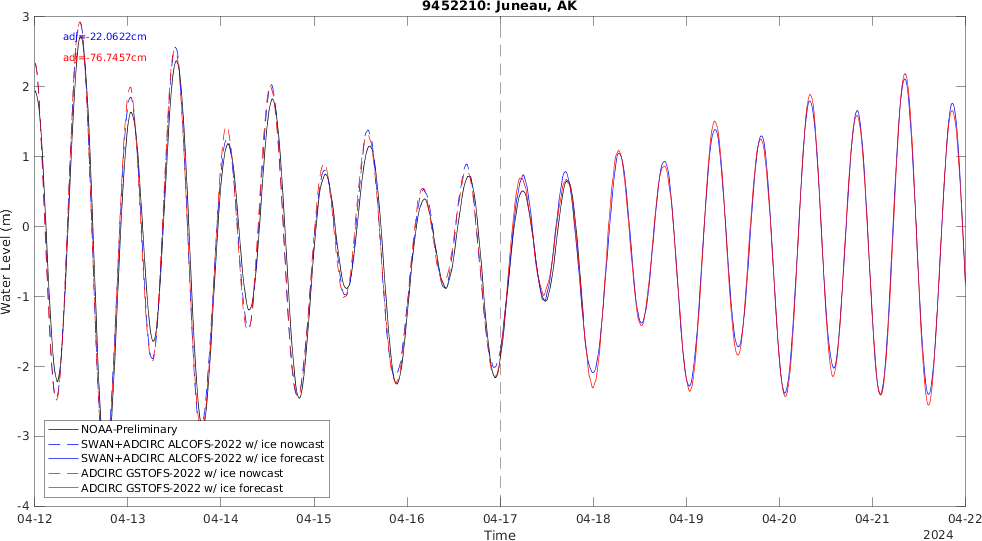 9452210: Juneau, AK
adj=-22.0622cm
adj=-76.7457cm
3
2
1
0
-1
-2
-3
-4
Water Level (m)
NOAA-Preliminary
SWAN+ADCIRC ALCOFS-2022 w/ ice nowcast
SWAN+ADCIRC ALCOFS-2022 w/ ice forecast
ADCIRC GSTOFS-2022 w/ ice nowcast
ADCIRC GSTOFS-2022 w/ ice forecast
04-12 04-13 04-14 04-15 04-16 04-17 04-18 04-19 04-20 04-21 04-22
Time
2024